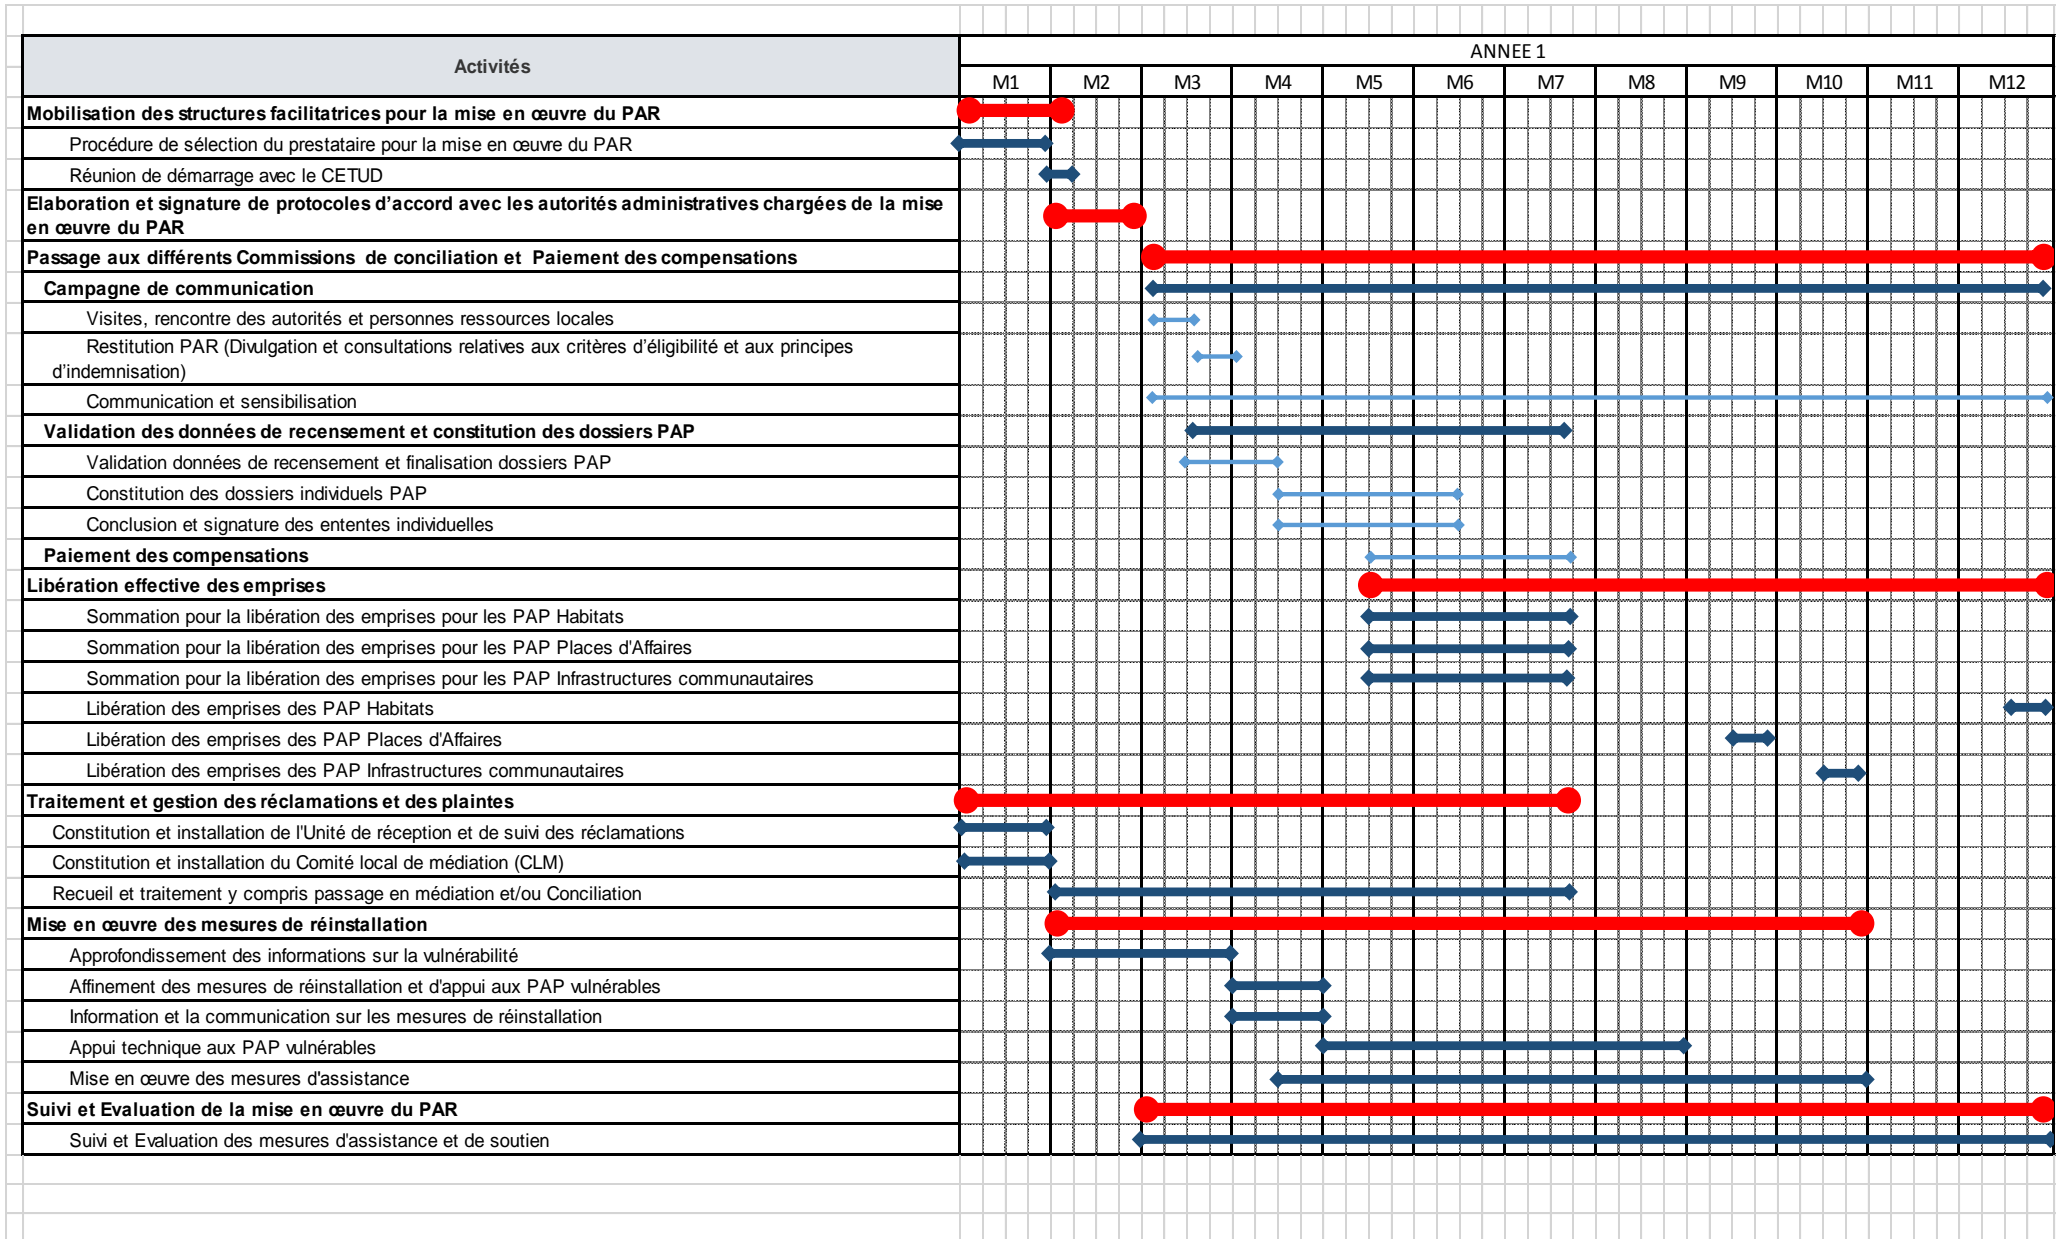 ANNEE 1
Activités
M1 M2 M3 M4 M5 M6 M7 M8 M9 M10 M11 M12
Mobilisation des structures facilitatrices pour la mise en œuvre du PAR
Procédure de sélection du prestataire pour la mise en œuvre du PAR
Réunion de démarrage avec le CETUD
Elaboration et signature de protocoles d'accord avec les autorités administratives chargées de la mise
en œuvre du PAR
Passage aux différents Commissions de conciliation et Paiement des compensations
Campagne de communication
Visites, rencontre des autorités et personnes ressources locales
Restitution PAR (Divulgation et consultations relatives aux critères d'éligibilité et aux principes
d'indemnisation)
Communication et sensibilisation
Validation des données de recensement et constitution des dossiers PAP
Validation données de recensement et finalisation dossiers PAP
Constitution des dossiers individuels PAP
Conclusion et signature des ententes individuelles
Paiement des compensations
Libération effective des emprises
Sommation pour la libération des emprises pour les PAP Habitats
Sommation pour la libération des emprises pour les PAP Places d'Affaires
Sommation pour la libération des emprises pour les PAP Infrastructures communautaires
Libération des emprises des PAP Habitats
Libération des emprises des PAP Places d'Affaires
Libération des emprises des PAP Infrastructures communautaires
Traitement et gestion des réclamations et des plaintes
Constitution et installation de l'Unité de réception et de suivi des réclamations
Constitution et installation du Comité local de médiation (CLM)
Recueil et traitement y compris passage en médiation et/ou Conciliation
Mise en œuvre des mesures de réinstallation
Approfondissement des informations sur la vulnérabilité
Affinement des mesures de réinstallation et d'appui aux PAP vulnérables
Information et la communication sur les mesures de réinstallation
Appui technique aux PAP vulnérables
Mise en œuvre des mesures d'assistance
Suivi et Evaluation de la mise en œuvre du PAR
Suivi et Evaluation des mesures d'assistance et de soutien